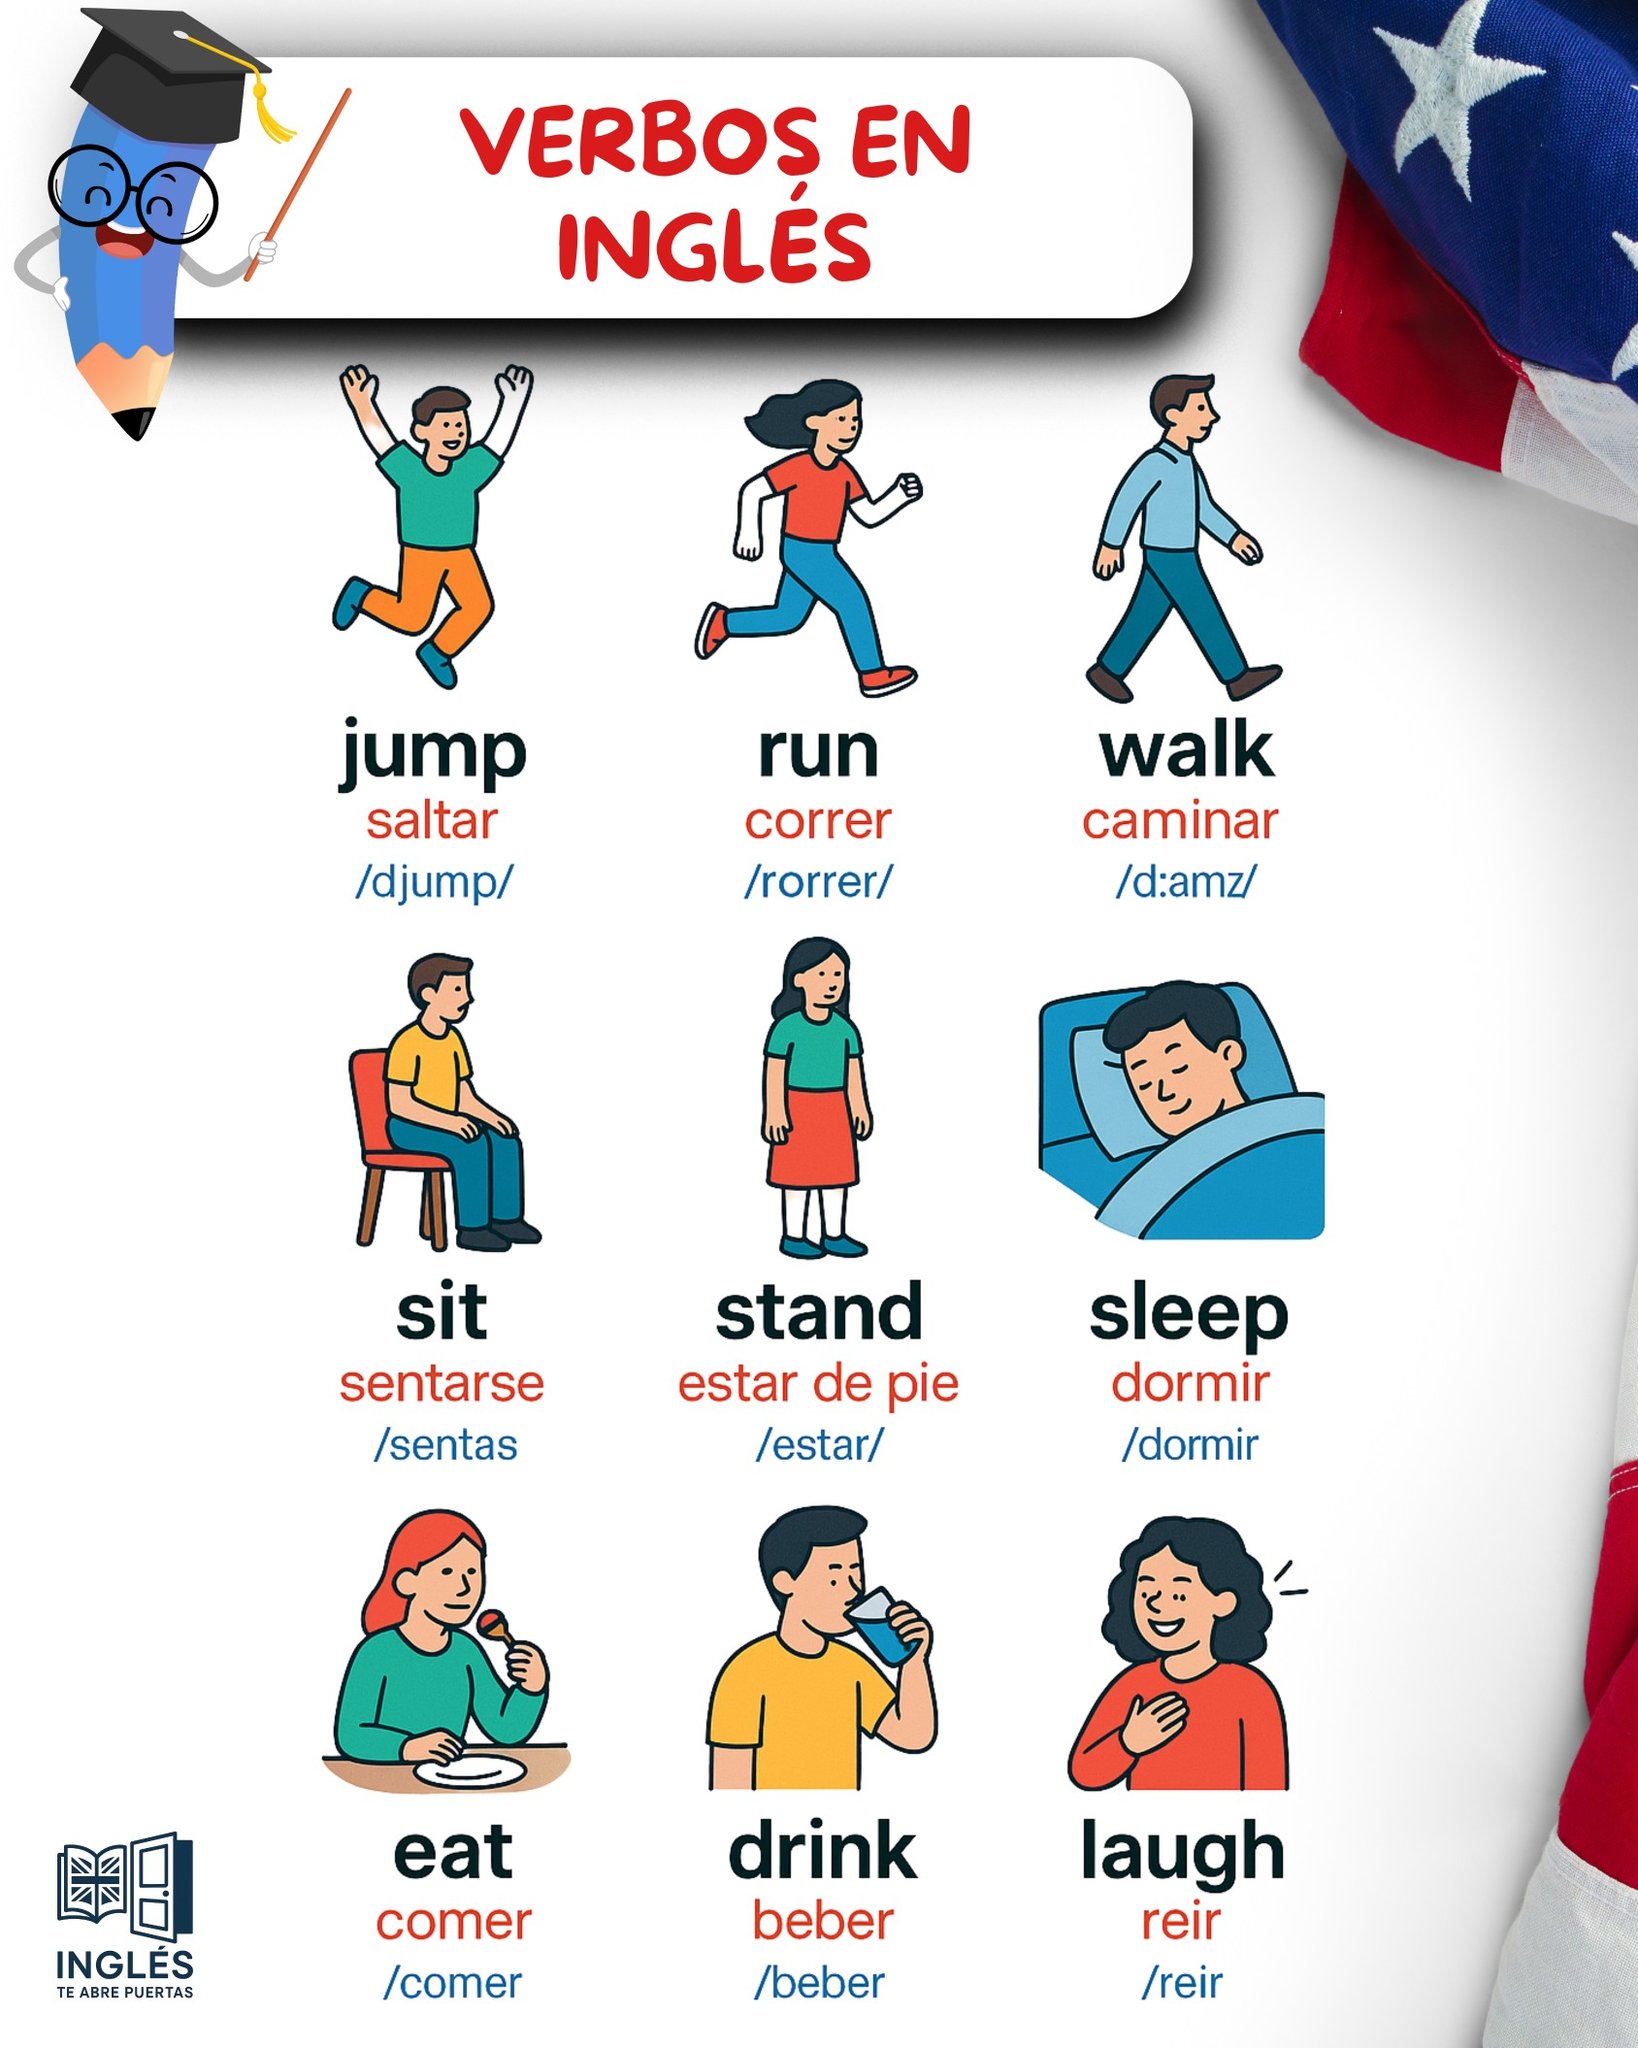 VERBOS EN
INGLÉS
jump
saltar
/djump/
run
correr
/rorrer/
walk
caminar
/d:amz/
sit
sentarse
/sentas
stand
estar de pie
/estar/
sleep
dormir
/dormir
eat
comer
/comer
drink
beber
/beber
laugh
reir
/reir
INGLÉS
TE ABRE PUERTAS